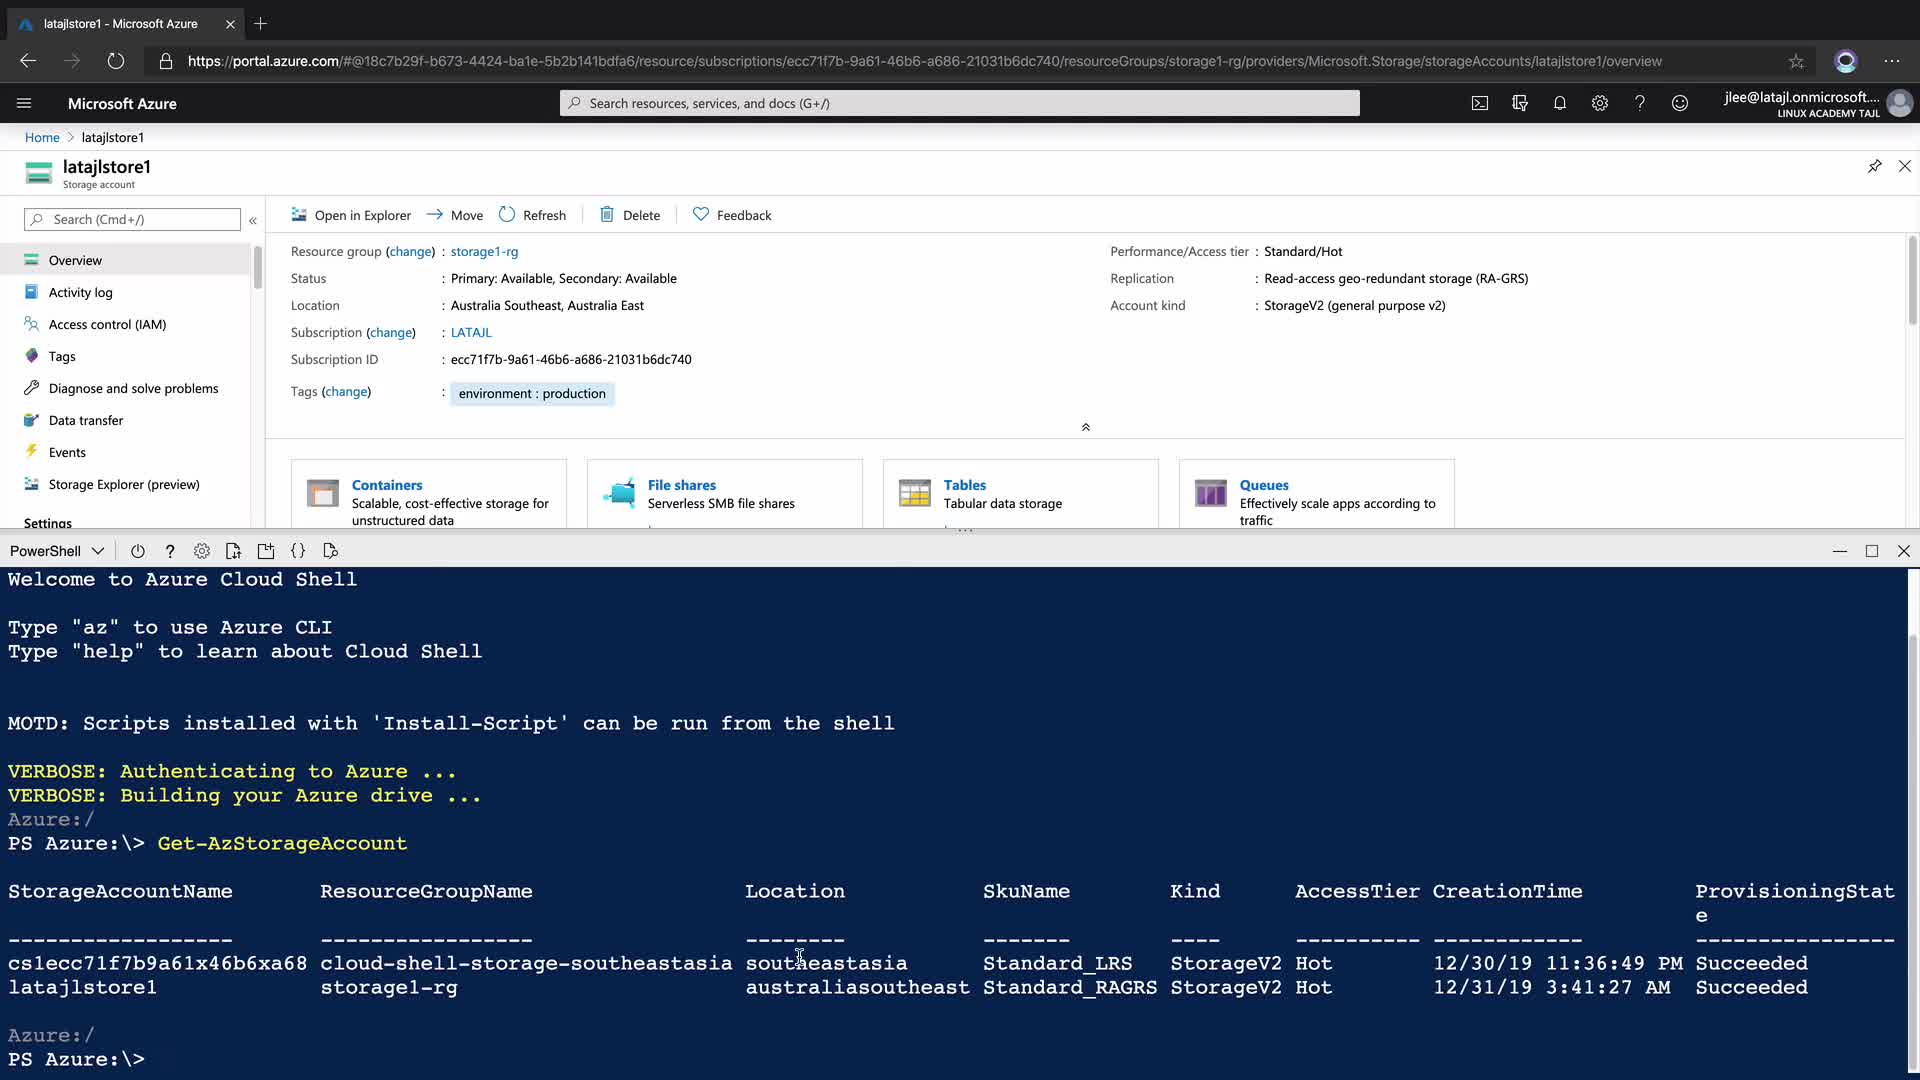 latajlstore1 - Microsoft Azure
https://portal.azure.com/#@18c7b29f-b673-4424-ba1e-5b2b141bdfa6/resource/subscriptions/ecc71f7b-9a61-46b6-a686-21031b6dc740/resourceGroups/storage1-rg/providers/Microsoft.Storage/storageAccounts/latajlstore1/overview
Microsoft Azure
Search resources, services, and docs (G+/)
jlee@latajl.onmicrosoft....
LINUX ACADEMY TAJL
Home > latajlstore1
latajlstore1
Storage account
Search (Cmd+/)
«
Overview
Activity log
Access control (IAM)
Tags
Diagnose and solve problems
Data transfer
Events
Storage Explorer (preview)
Settings
Open in Explorer Move Refresh Delete Feedback
Resource group (change) : storage1-rg
Status : Primary: Available, Secondary: Available
Location : Australia Southeast, Australia East
Subscription (change) : LATAJL
Subscription ID : ecc71f7b-9a61-46b6-a686-21031b6dc740
Tags (change) : environment : production
Performance/Access tier : Standard/Hot
Replication : Read-access geo-redundant storage (RA-GRS)
Account kind : StorageV2 (general purpose v2)
Containers
Scalable, cost-effective storage for
unstructured data
File shares
Serverless SMB file shares
Tables
Tabular data storage
Queues
Effectively scale apps according to
traffic
PowerShell ? {}
Welcome to Azure Cloud Shell
Type "az" to use Azure CLI
Type "help" to learn about Cloud Shell
MOTD: Scripts installed with 'Install-Script' can be run from the shell
VERBOSE: Authenticating to Azure ...
VERBOSE: Building your Azure drive ...
Azure:/
PS Azure:\> Get-AzStorageAccount
StorageAccountName ResourceGroupName Location SkuName Kind AccessTier CreationTime ProvisioningStat
e
------------------ ----------------- -------- ------- ---- ---------- ------------ ----------------
cs1ecc71f7b9a61x46b6xa68 cloud-shell-storage-southeastasia southeastasia Standard_LRS StorageV2 Hot 12/30/19 11:36:49 PM Succeeded
latajlstore1 storage1-rg australiasoutheast Standard_RAGRS StorageV2 Hot 12/31/19 3:41:27 AM Succeeded
Azure:/
PS Azure:\>